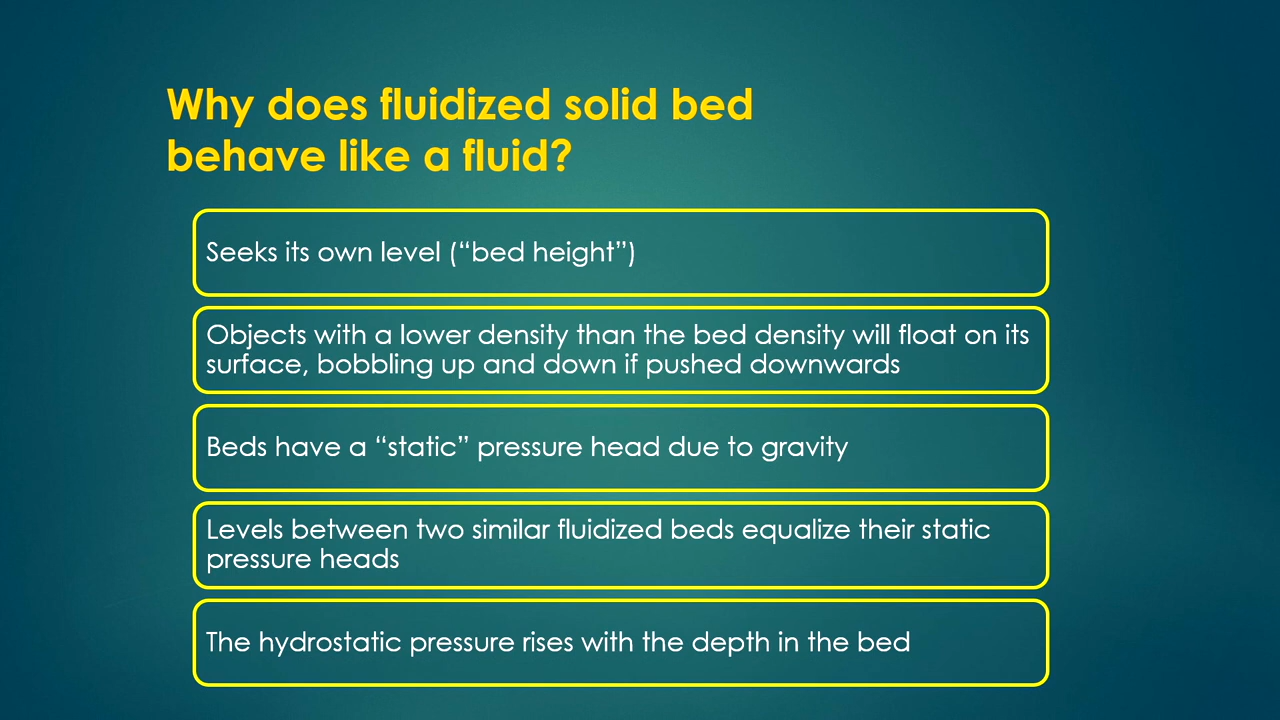 Why does fluidized solid bed
behave like a fluid?
Seeks its own level (“bed height”)
Objects with a lower density than the bed density will float on its
surface, bobbling up and down if pushed downwards
Beds have a “static” pressure head due to gravity
Levels between two similar fluidized beds equalize their static
pressure heads
The hydrostatic pressure rises with the depth in the bed